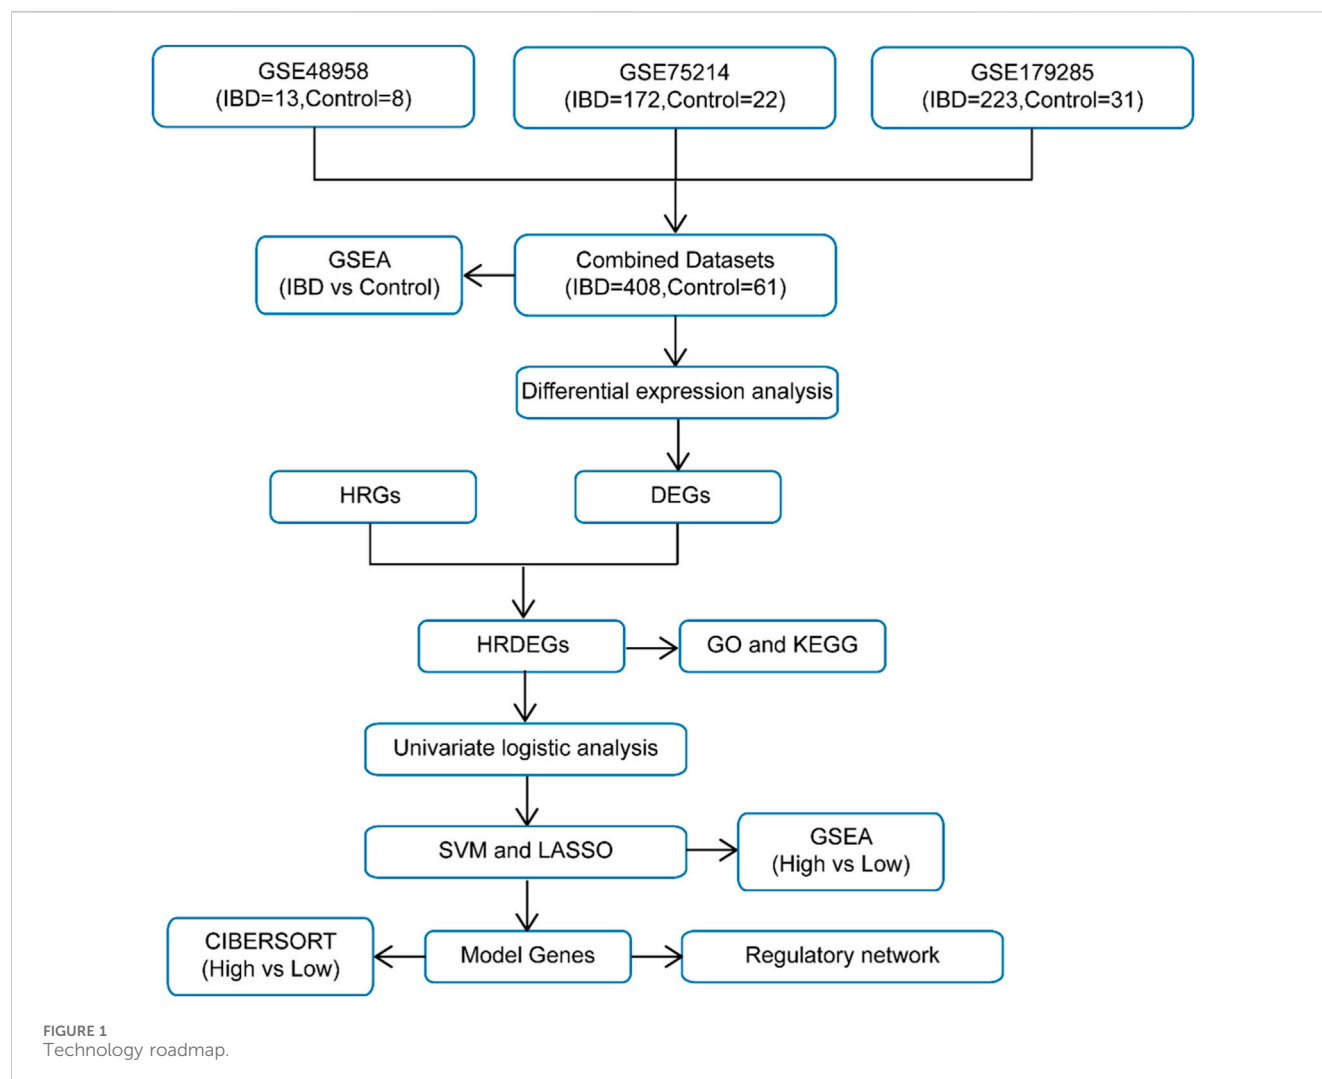 GSE48958
(IBD=13,Control=8)
GSE75214
(IBD=172,Control=22)
GSE179285
(IBD=223,Control=31)
GSEA
(IBD vs Control)
Combined Datasets
(IBD=408,Control=61)
Differential expression analysis
HRGs
DEGs
HRDEGs
GO and KEGG
Univariate logistic analysis
SVM and LASSO
GSEA
(High vs Low)
CIBERSORT
(High vs Low)
Model Genes
Regulatory network
FIGURE 1
Technology roadmap.